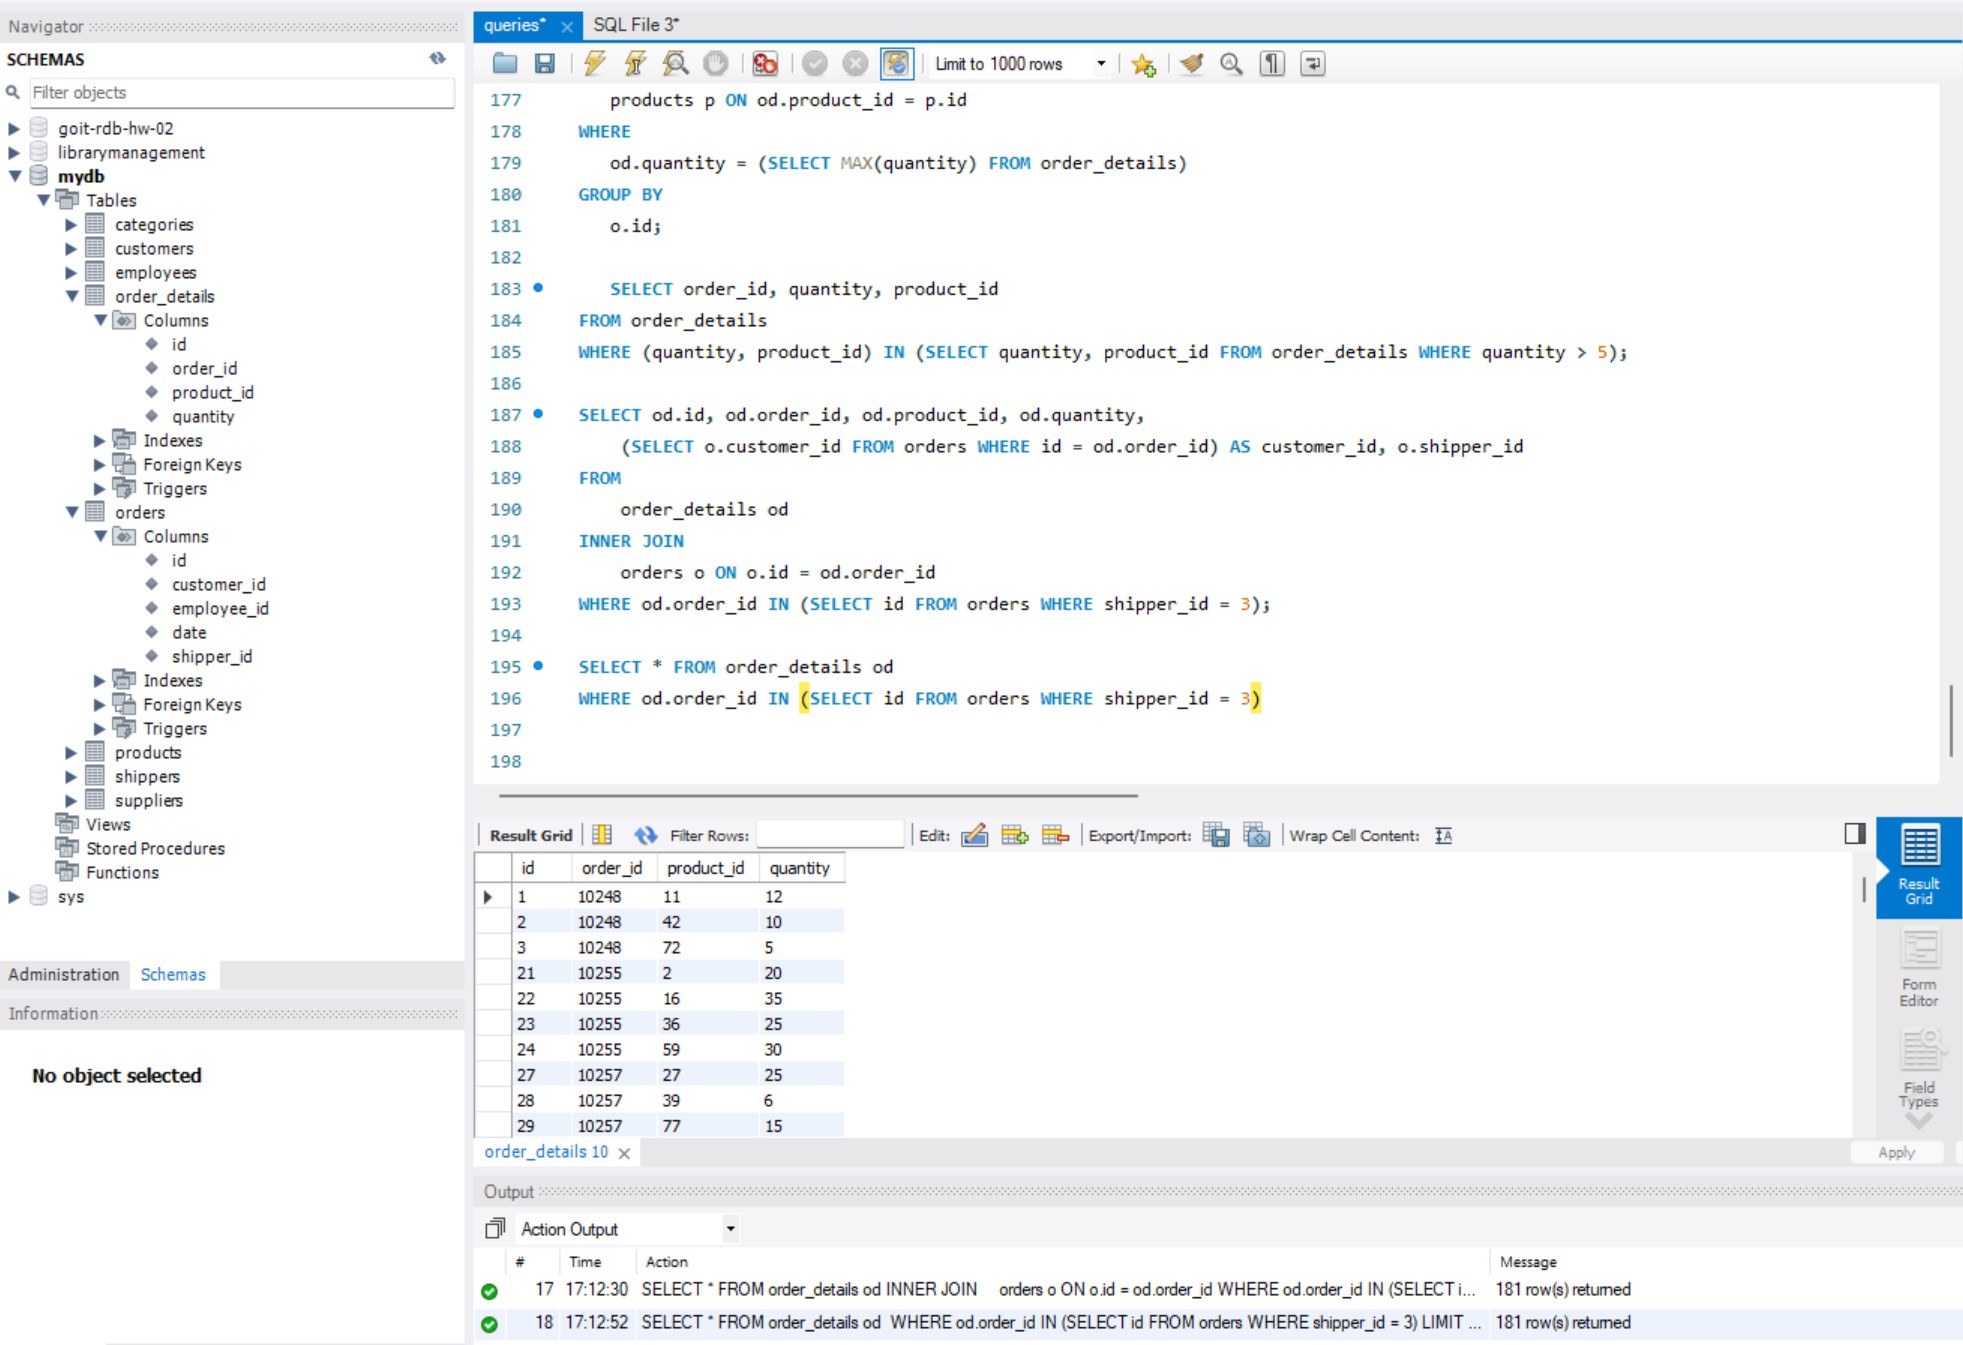 Navigator
SCHEMAS
Filter objects
goit-rdb-hw-02
librarymanagement
mydb
Tables
categories
customers
employees
order_details
Columns
id
order_id
product_id
quantity
Indexes
Foreign Keys
Triggers
orders
Columns
id
customer_id
employee_id
date
shipper_id
Indexes
Foreign Keys
Triggers
products
shippers
suppliers
Views
Stored Procedures
Functions
sys
Administration Schemas
Information
No object selected
queries* SQL File 3*
Limit to 1000 rows
177 products p ON od.product_id = p.id
178 WHERE
179 od.quantity = (SELECT MAX(quantity) FROM order_details)
180 GROUP BY
181 o.id;
182
183 SELECT order_id, quantity, product_id
184 FROM order_details
185 WHERE (quantity, product_id) IN (SELECT quantity, product_id FROM order_details WHERE quantity > 5);
186
187 SELECT od.id, od.order_id, od.product_id, od.quantity,
188 (SELECT o.customer_id FROM orders WHERE id = od.order_id) AS customer_id, o.shipper_id
189 FROM
190 order_details od
191 INNER JOIN
192 orders o ON o.id = od.order_id
193 WHERE od.order_id IN (SELECT id FROM orders WHERE shipper_id = 3);
194
195 SELECT * FROM order_details od
196 WHERE od.order_id IN (SELECT id FROM orders WHERE shipper_id = 3)
197
198
Result Grid Filter Rows: Edit: Export/Import: Wrap Cell Content:
id order_id product_id quantity
1 10248 11 12
2 10248 42 10
3 10248 72 5
21 10255 2 20
22 10255 16 35
23 10255 36 25
24 10255 59 30
27 10257 27 25
28 10257 39 6
29 10257 77 15
Result
Grid
Form
Editor
Field
Types
order_details 10
Apply
Output
Action Output
# Time Action Message
17 17:12:30 SELECT * FROM order_details od INNER JOIN orders o ON o.id = od.order_id WHERE od.order_id IN (SELECT i... 181 row(s) returned
18 17:12:52 SELECT * FROM order_details od WHERE od.order_id IN (SELECT id FROM orders WHERE shipper_id = 3) LIMIT ... 181 row(s) returned